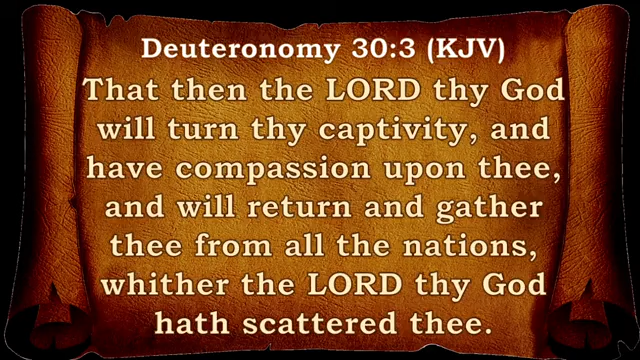 Deuteronomy 30:3 (KJV)
That then the LORD thy God
will turn thy captivity, and
have compassion upon thee,
and will return and gather
thee from all the nations,
whither the LORD thy God
hath scattered thee.